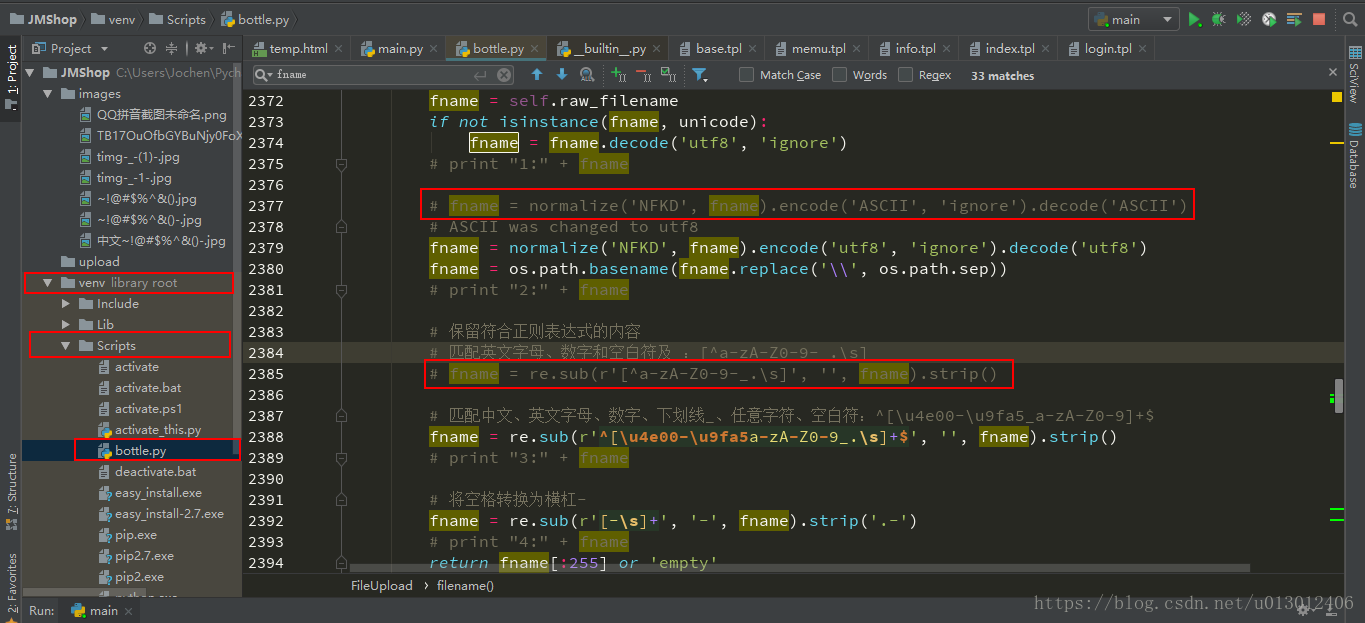 JMShop venv Scripts bottle.py main
Project
temp.html main.py bottle.py __builtin__.py base.tpl memu.tpl info.tpl index.tpl login.tpl
fname Match Case Words Regex 33 matches
1: Project
7: Structure
2: Favorites
JMShop C:\Users\Jochen\Pych
images
QQ拼音截图未命名.png
TB17OuOfbGYBuNjy0FoX
timg-_-(1)-.jpg
timg-_-1-.jpg
~!@#$%^&().jpg
~!@#$%^&()-.jpg
中文~!@#$%^&()-.jpg
upload
venv library root
Include
Lib
Scripts
activate
activate.bat
activate.ps1
activate_this.py
bottle.py
deactivate.bat
easy_install.exe
easy_install-2.7.exe
pip.exe
pip2.7.exe
pip2.exe
2372 fname = self.raw_filename
2373 if not isinstance(fname, unicode):
2374 fname = fname.decode('utf8', 'ignore')
2375 # print "1:" + fname
2376
2377 # fname = normalize('NFKD', fname).encode('ASCII', 'ignore').decode('ASCII')
2378 # ASCII was changed to utf8
2379 fname = normalize('NFKD', fname).encode('utf8', 'ignore').decode('utf8')
2380 fname = os.path.basename(fname.replace('\\', os.path.sep))
2381 # print "2:" + fname
2382
2383 # 保留符合正则表达式的内容
2384 # 匹配英文字母、数字和空白符及 ：[^a-zA-Z0-9-_.\s]
2385 # fname = re.sub(r'[^a-zA-Z0-9-_.\s]', '', fname).strip()
2386
2387 # 匹配中文、英文字母、数字、下划线_、任意字符、空白符：^[\u4e00-\u9fa5_a-zA-Z0-9]+$
2388 fname = re.sub(r'^[\u4e00-\u9fa5a-zA-Z0-9_.\s]+$', '', fname).strip()
2389 # print "3:" + fname
2390
2391 # 将空格转换为横杠-
2392 fname = re.sub(r'[-\s]+', '-', fname).strip('.-')
2393 # print "4:" + fname
2394 return fname[:255] or 'empty'
FileUpload › filename()
SciView
Database
Run: main
https://blog.csdn.net/u013012406